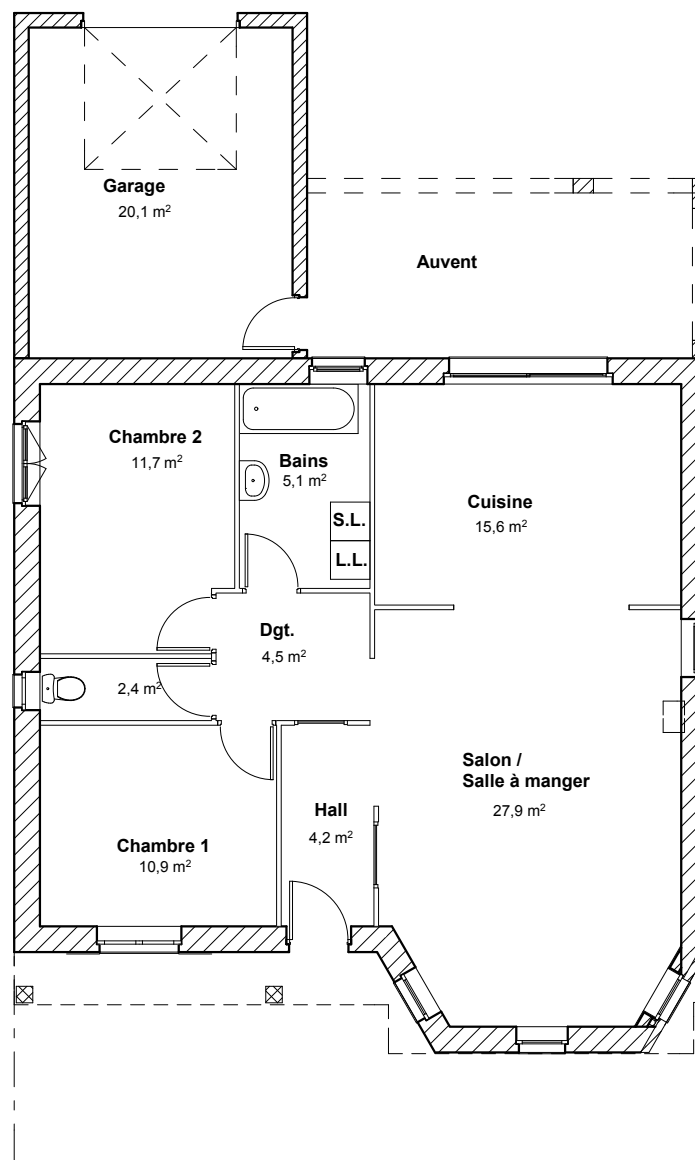 Garage
20,1 m²
Auvent
Chambre 2
11,7 m²
Bains
5,1 m²
S.L.
L.L.
Cuisine
15,6 m²
Dgt.
4,5 m²
2,4 m²
Salon /
Salle à manger
27,9 m²
Hall
4,2 m²
Chambre 1
10,9 m²